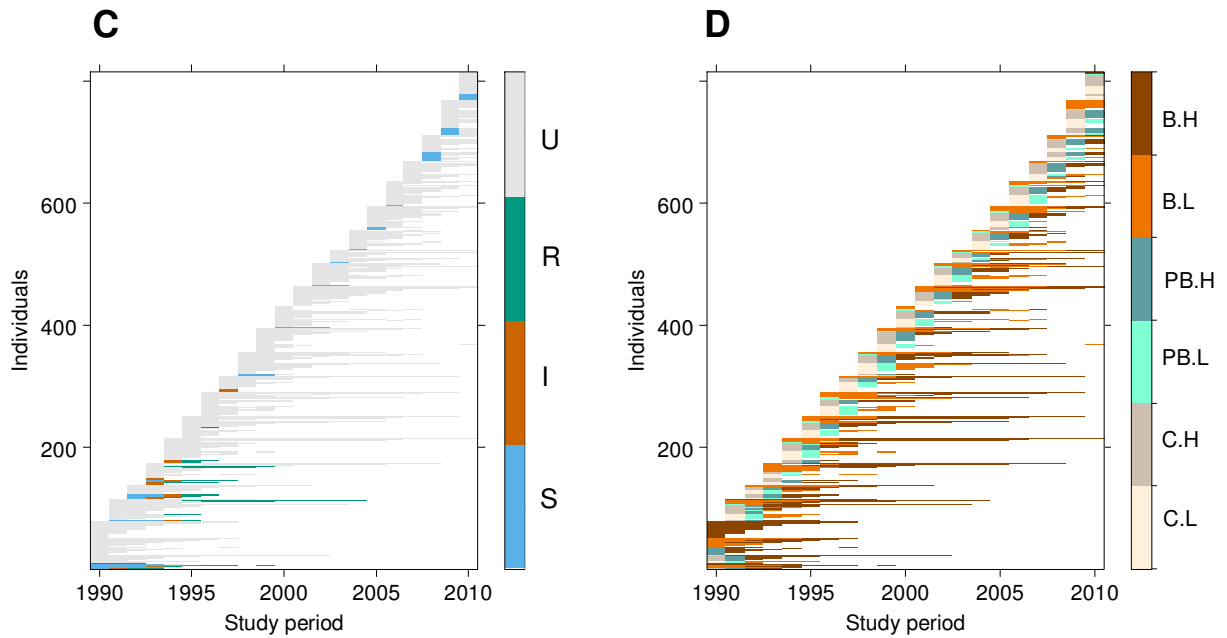 C
Individuals
200
400
600
1990
1995
2000
2005
2010
Study period
U
R
I
S
D
Individuals
200
400
600
1990
1995
2000
2005
2010
Study period
B.H
B.L
PB.H
PB.L
C.H
C.L